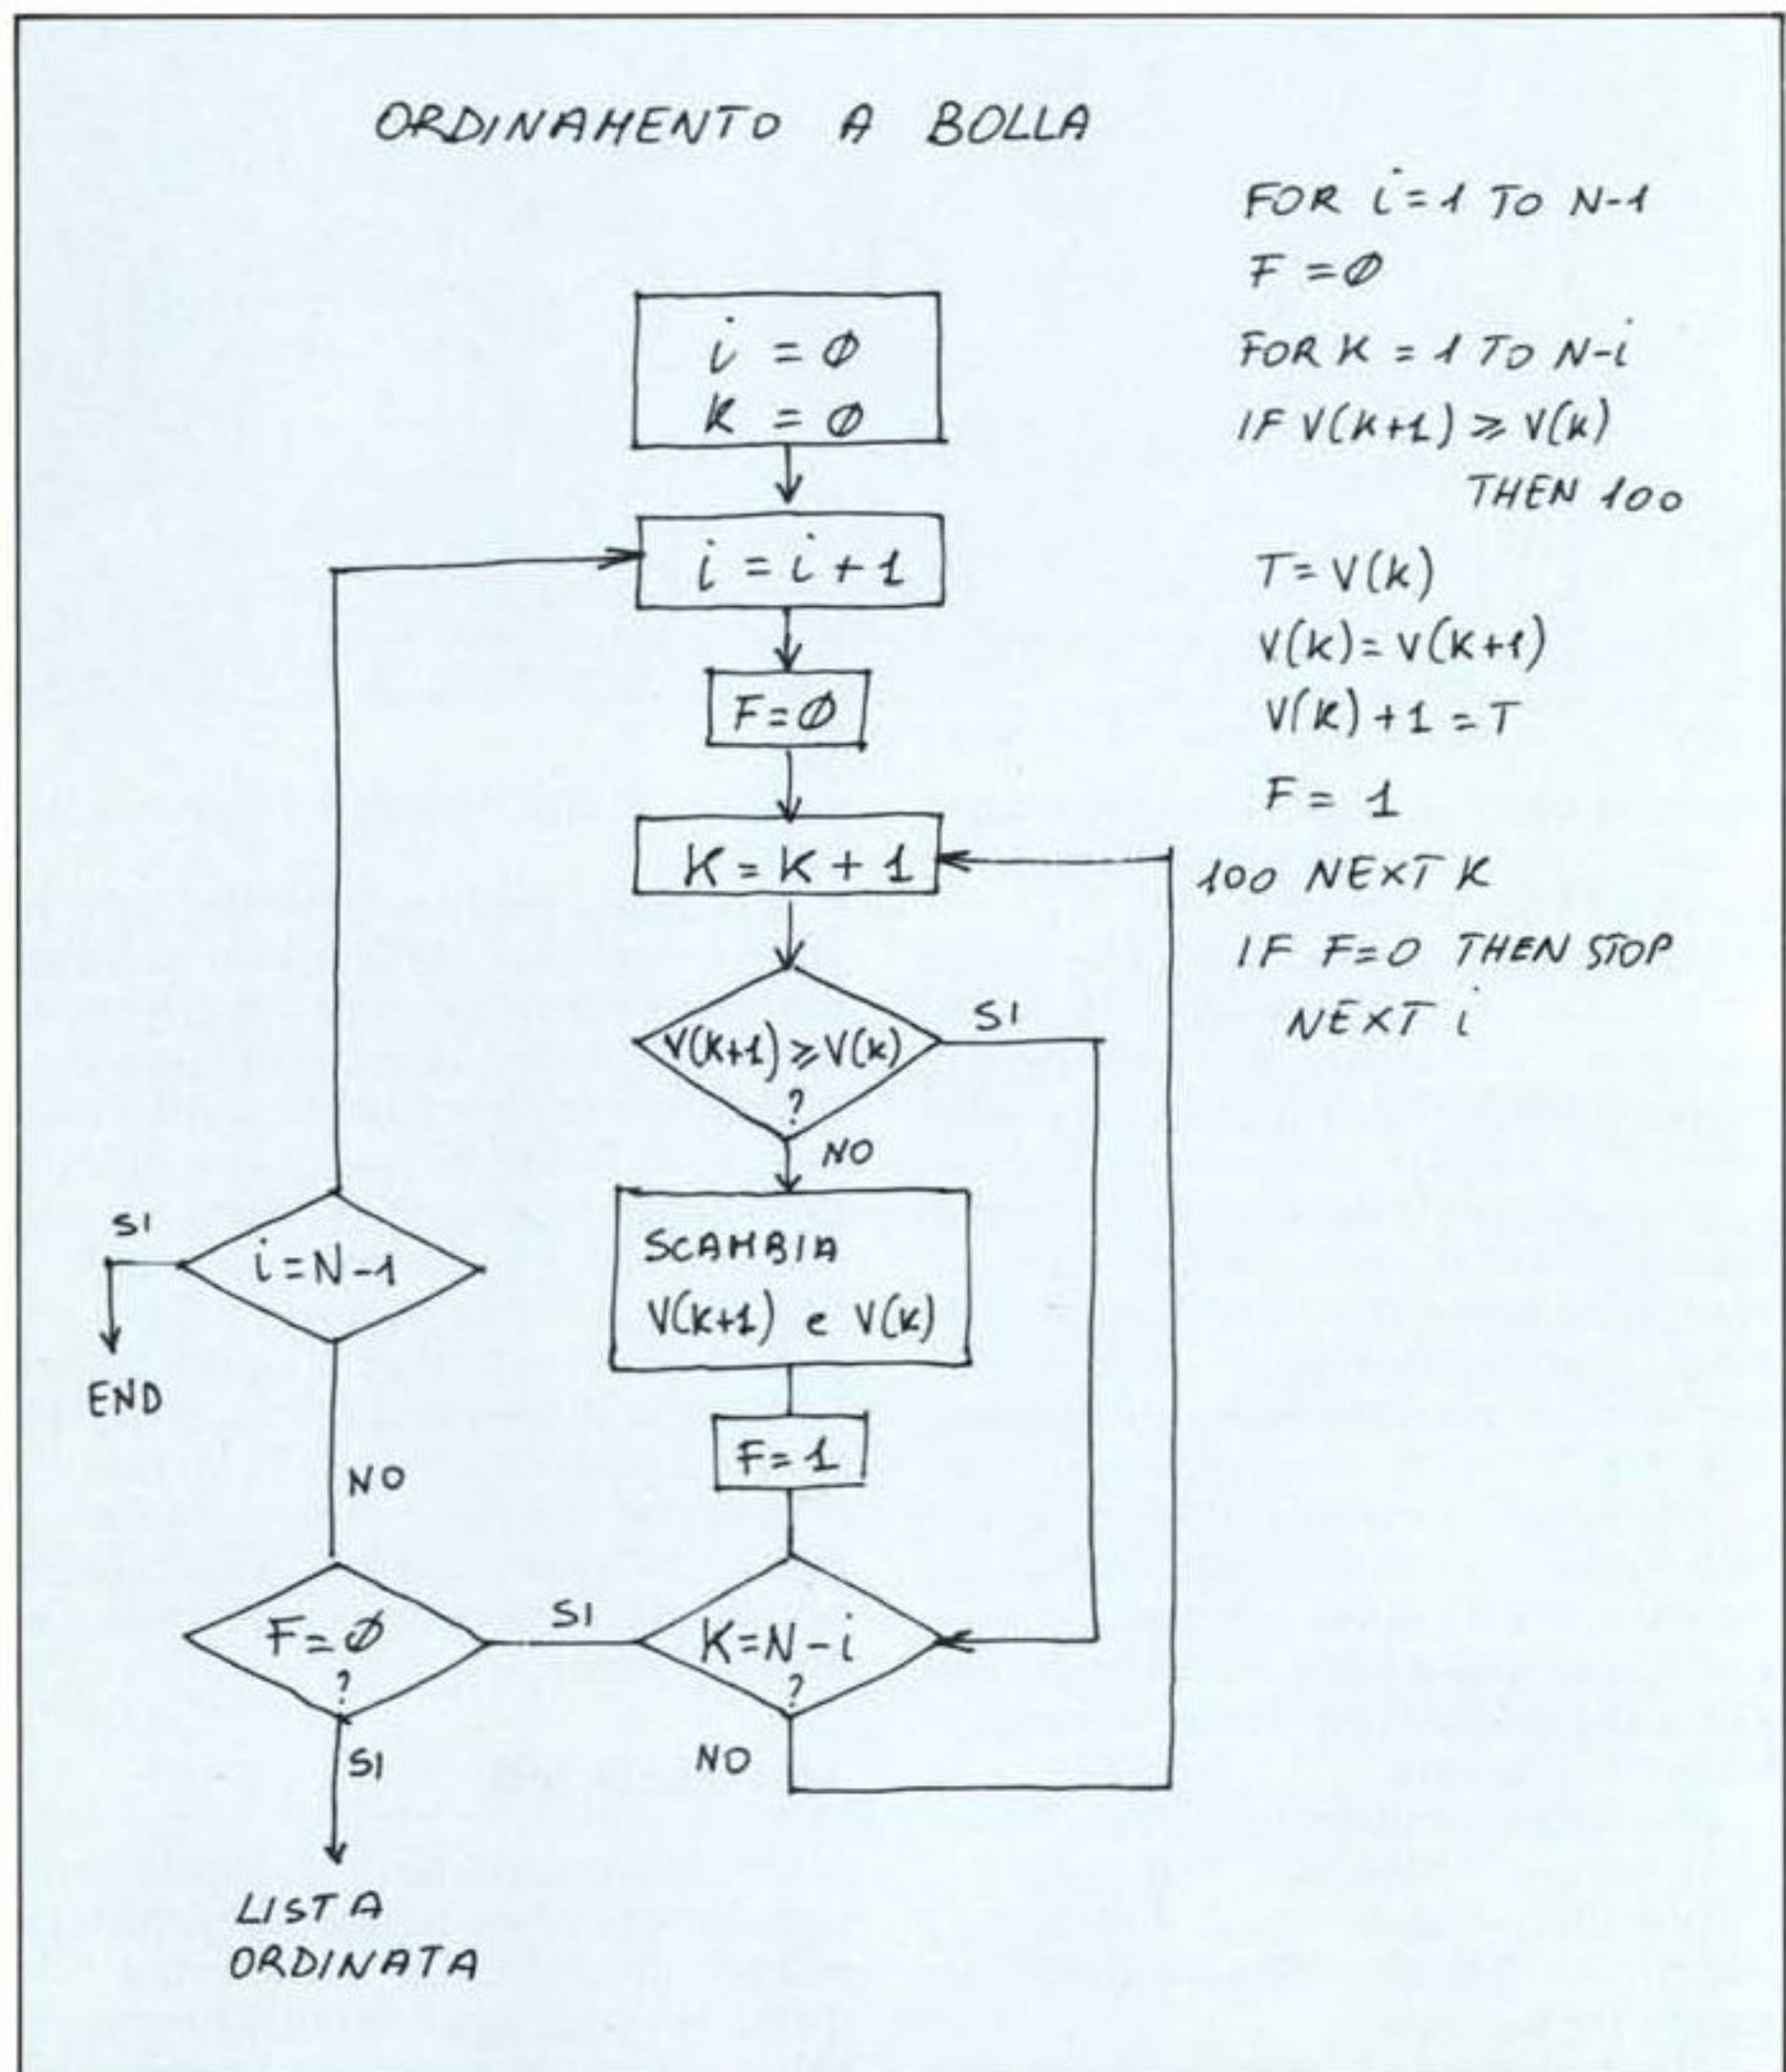 ORDINAMENTO A BOLLA
i = Ø
K = Ø
i = i + 1
F = Ø
K = K + 1
V(K+1) ⩾ V(K)
?
SI
NO
SCAMBIA
V(K+1) e V(K)
F = 1
K = N - i
?
NO
SI
F = Ø
?
SI
LISTA
ORDINATA
NO
i = N - 1
SI
END
FOR i = 1 TO N-1
F = Ø
FOR K = 1 TO N-i
IF V(K+1) ⩾ V(K)
THEN 100
T = V(K)
V(K) = V(K+1)
V(K) + 1 = T
F = 1
100 NEXT K
IF F=0 THEN STOP
NEXT i